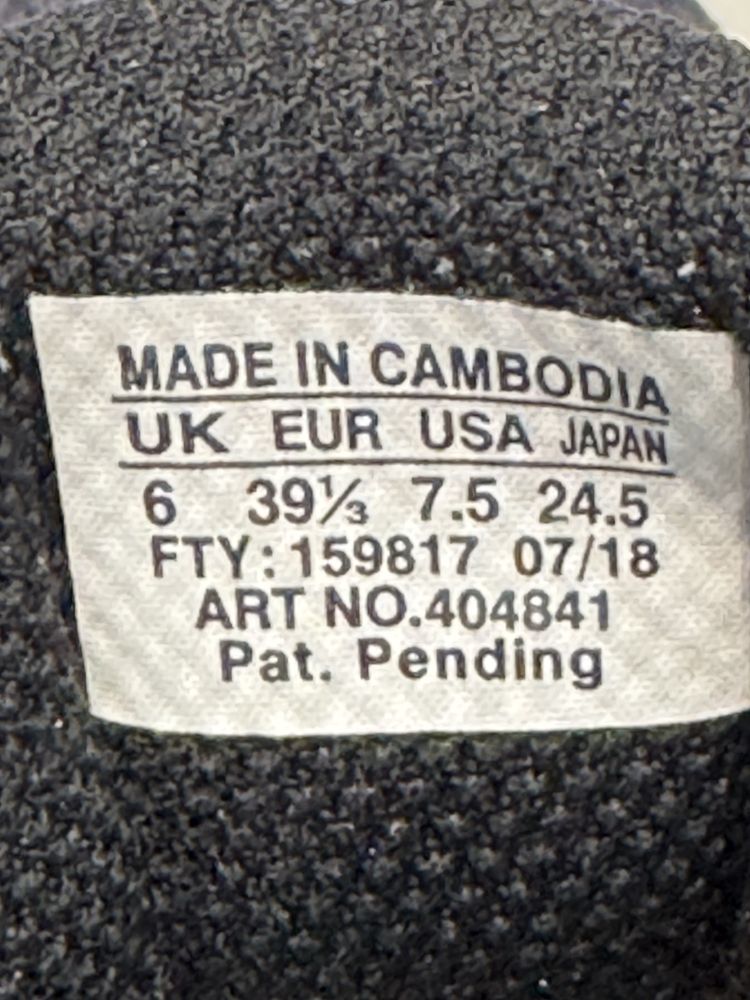 MADE IN CAMBODIA
UK EUR USA JAPAN
6 39⅓ 7.5 24.5
FTY: 159817 07/18
ART NO.404841
Pat. Pending